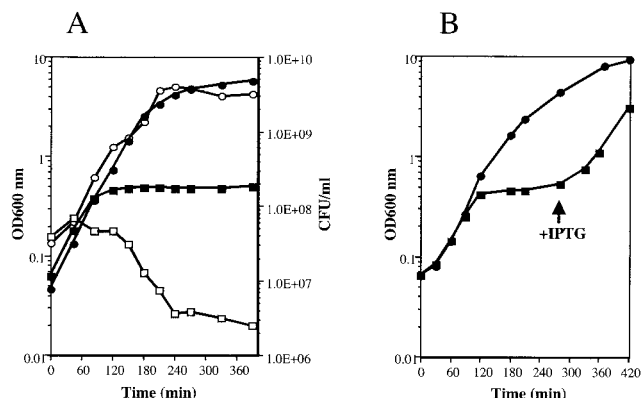 A
B
10
1
0.1
0.01
OD600 nm
1.0E+10
1.0E+09
1.0E+08
1.0E+07
1.0E+06
CFU/ml
0 60 120 180 240 300 360
Time (min)
10
1
0.1
0.01
OD600 nm
+IPTG
0 60 120 180 240 300 360 420
Time (min)